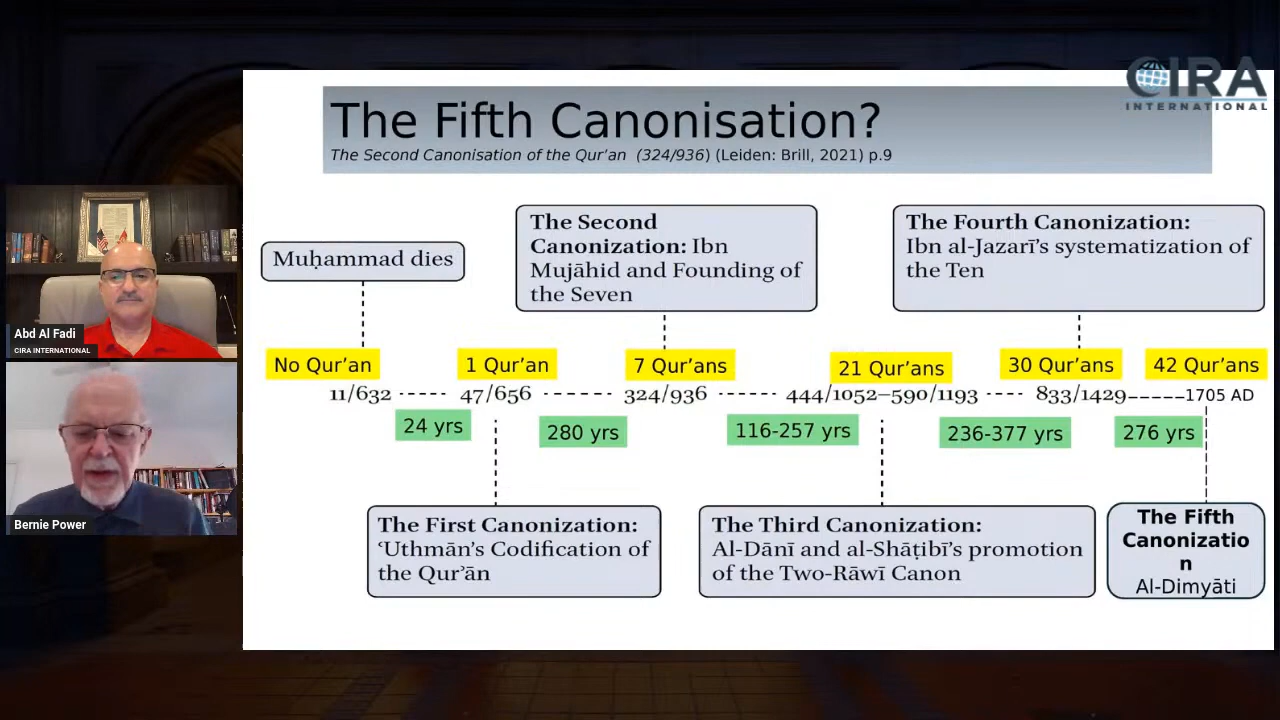 CIRA
INTERNATIONAL
The Fifth Canonisation?
The Second Canonisation of the Qur'an (324/936) (Leiden: Brill, 2021) p.9
Muḥammad dies
The Second
Canonization: Ibn
Mujāhid and Founding of
the Seven
The Fourth Canonization:
Ibn al-Jazarī's systematization of
the Ten
No Qur'an
1 Qur'an
7 Qur'ans
21 Qur'ans
30 Qur'ans
42 Qur'ans
11/632 ------ 47/656 ------- 324/936 ------- 444/1052–590/1193 ------ 833/1429------1705 AD
24 yrs
280 yrs
116-257 yrs
236-377 yrs
276 yrs
The First Canonization:
ʿUthmān's Codification of
the Qurʾān
The Third Canonization:
Al-Dānī and al-Shāṭibī's promotion
of the Two-Rāwī Canon
The Fifth
Canonizatio
n
Al-Dimyāti
Abd Al Fadi
CIRA INTERNATIONAL
Bernie Power